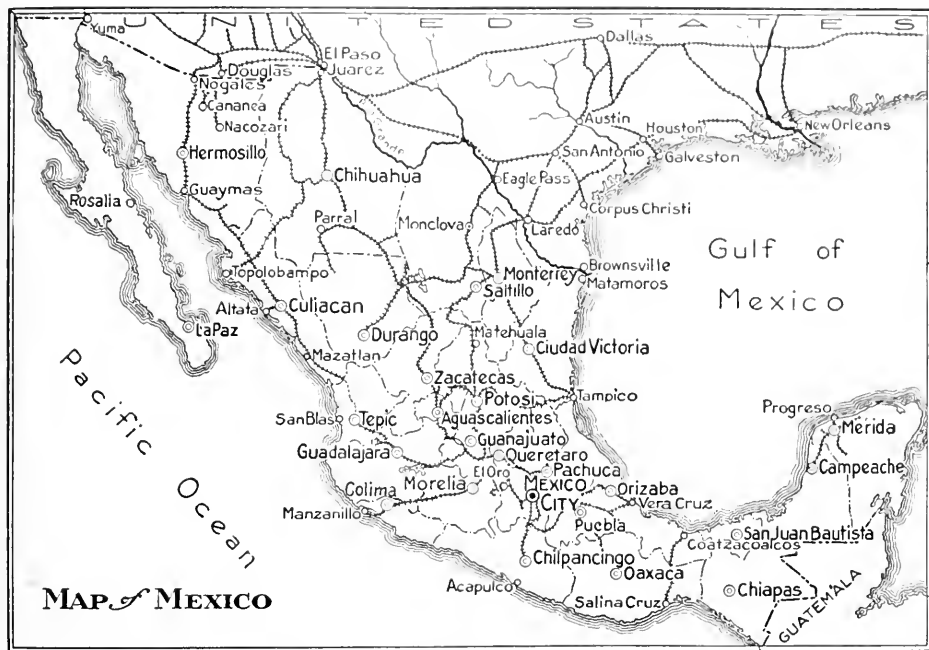 UNITED STATES
Yuma
Dallas
El Paso
Juarez
Douglas
Nogales
Cananea
Nacozari
Austin
Houston
New Orleans
Hermosillo
San Antonio
Galveston
Chihuahua
Eagle Pass
Guaymas
Rosalia
Corpus Christi
Parral
Monclova
Laredo
Gulf of
Mexico
Topolobampo
Monterrey
Brownsville
Matamoros
Saltillo
Altata
Culiacan
LaPaz
Durango
Matehuala
Ciudad Victoria
Mazatlan
Pacific Ocean
Zacatecas
Potosi
Tampico
San Blas
Tepic
Aguascalientes
Progreso
Merida
Guanajuato
Guadalajara
Queretaro
Campeache
El Oro
Pachuca
Morelia
MEXICO
CITY
Orizaba
Colima
Vera Cruz
Manzanillo
Puebla
San Juan Bautista
Coatzacoalcos
Chilpancingo
Oaxaca
Acapulco
Chiapas
Salina Cruz
GUATEMALA
MAP of MEXICO